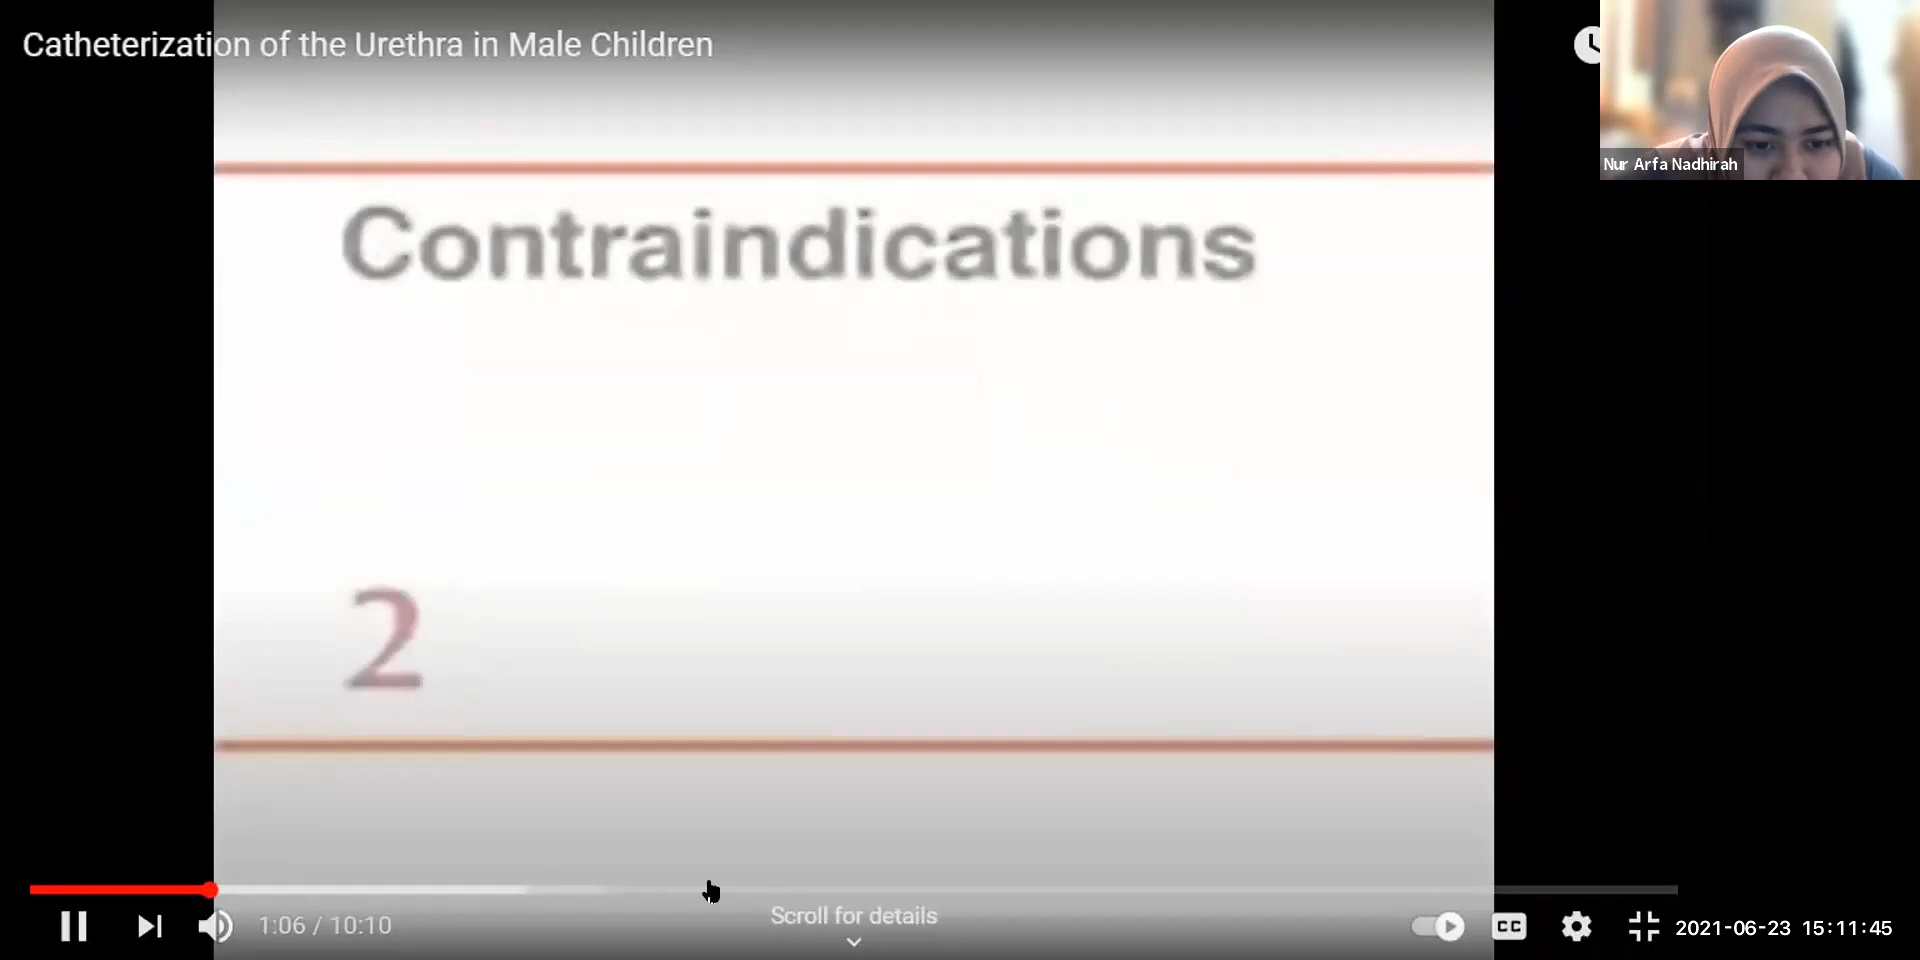 Catheterization of the Urethra in Male Children
Nur Arfa Nadhirah
Contraindications
2
Scroll for details
1:06 / 10:10
CC
2021-06-23 15:11:45